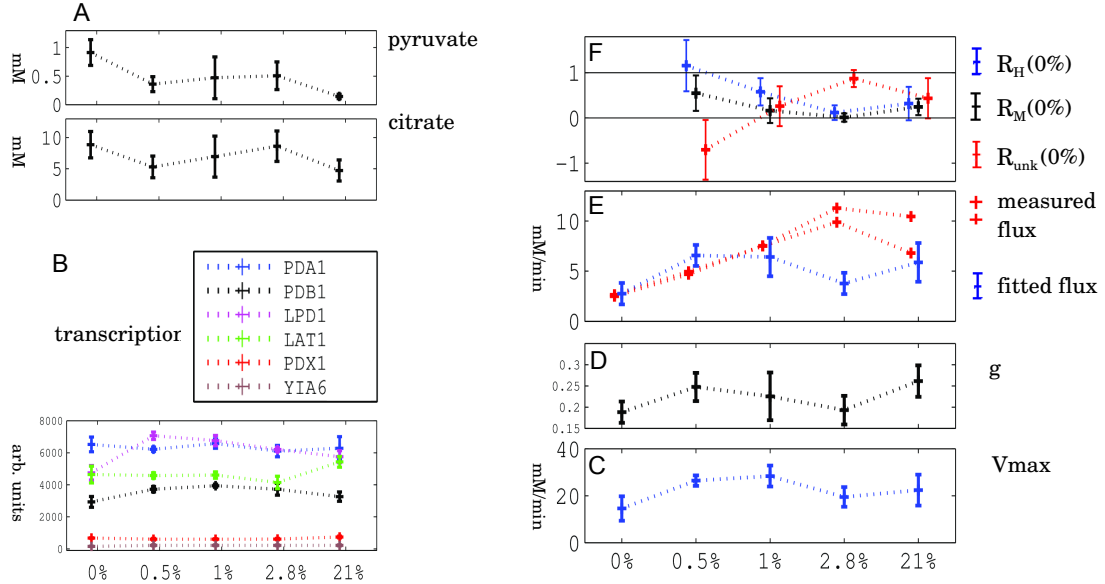 A
pyruvate
1
0.5
0
mM
citrate
10
5
0
mM
B
transcription
PDA1
PDB1
LPD1
LAT1
PDX1
YIA6
8000
6000
4000
2000
0
arb. units
0% 0.5% 1% 2.8% 21%
F
1
0
−1
R_H(0%)
R_M(0%)
R_unk(0%)
E
10
5
0
mM/min
measured
flux
fitted flux
D
0.3
0.25
0.2
0.15
g
C
40
20
0
mM/min
Vmax
0% 0.5% 1% 2.8% 21%